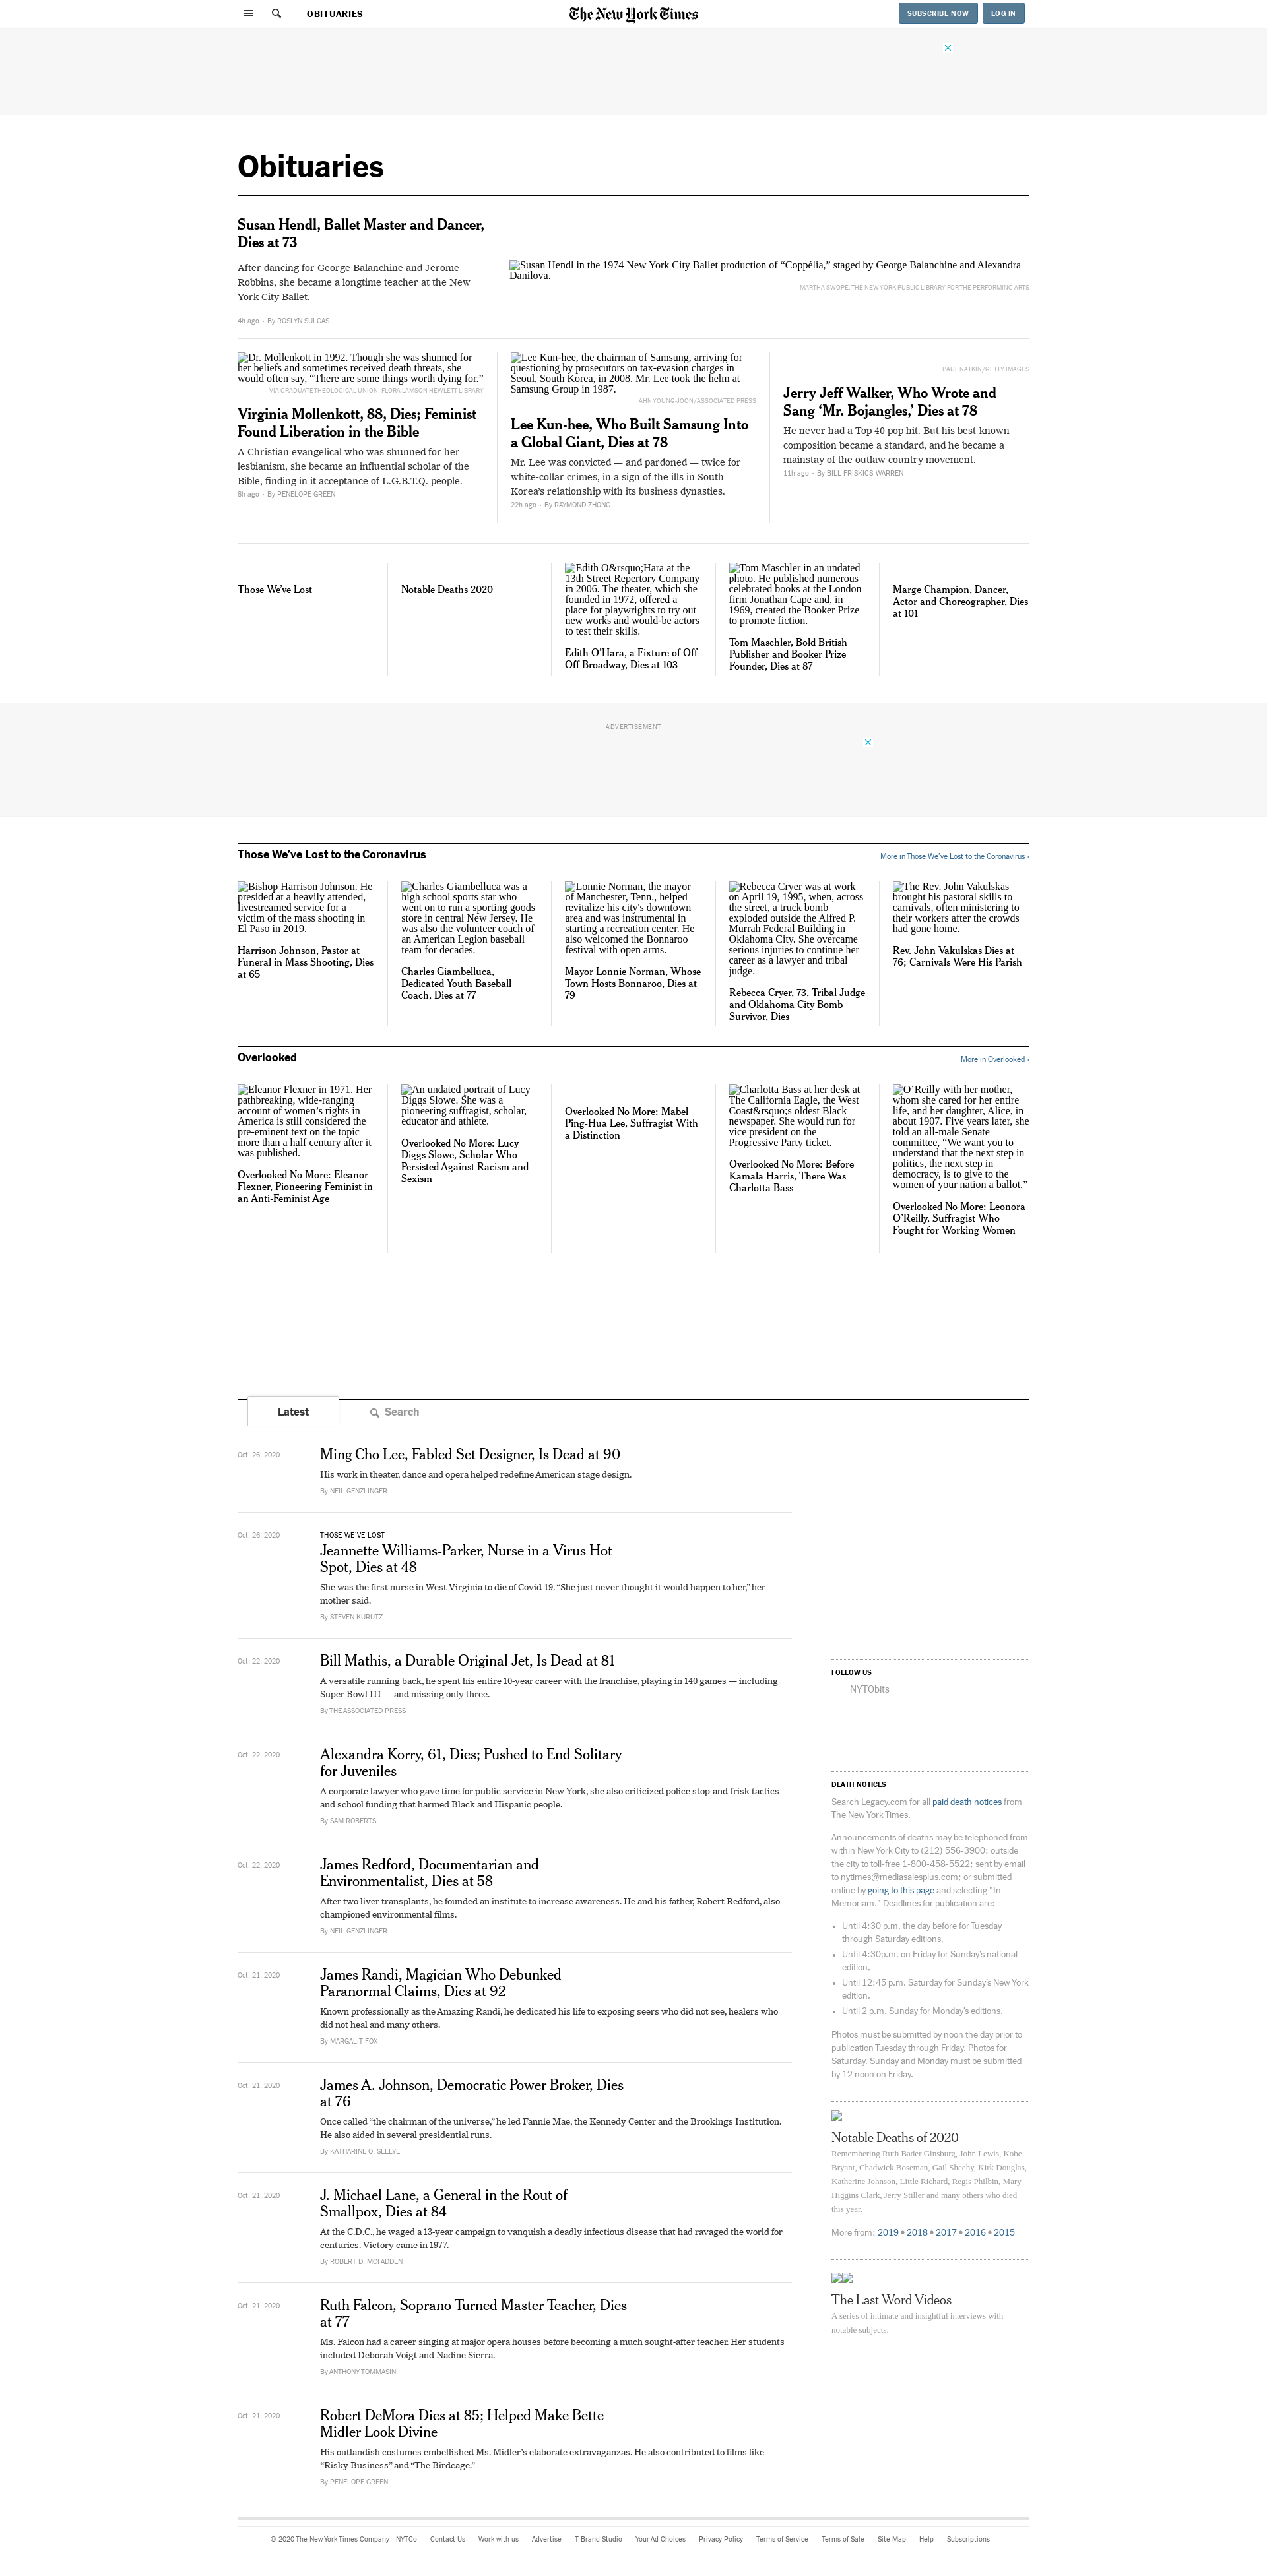 OBITUARIES
The New York Times
SUBSCRIBE NOW
LOG IN
Obituaries
Susan Hendl, Ballet Master and Dancer,
Dies at 73
After dancing for George Balanchine and Jerome
Robbins, she became a longtime teacher at the New
York City Ballet.
4h ago • By ROSLYN SULCAS
Susan Hendl in the 1974 New York City Ballet production of “Coppélia,” staged by George Balanchine and Alexandra
Danilova.
MARTHA SWOPE, THE NEW YORK PUBLIC LIBRARY FOR THE PERFORMING ARTS
Dr. Mollenkott in 1992. Though she was shunned for
her beliefs and sometimes received death threats, she
would often say, “There are some things worth dying for.”
VIA GRADUATE THEOLOGICAL UNION, FLORA LAMSON HEWLETT LIBRARY
Virginia Mollenkott, 88, Dies; Feminist
Found Liberation in the Bible
A Christian evangelical who was shunned for her
lesbianism, she became an influential scholar of the
Bible, finding in it acceptance of L.G.B.T.Q. people.
8h ago • By PENELOPE GREEN
Lee Kun-hee, the chairman of Samsung, arriving for
questioning by prosecutors on tax-evasion charges in
Seoul, South Korea, in 2008. Mr. Lee took the helm at
Samsung Group in 1987.
AHN YOUNG-JOON/ASSOCIATED PRESS
Lee Kun-hee, Who Built Samsung Into
a Global Giant, Dies at 78
Mr. Lee was convicted — and pardoned — twice for
white-collar crimes, in a sign of the ills in South
Korea’s relationship with its business dynasties.
22h ago • By RAYMOND ZHONG
PAUL NATKIN/GETTY IMAGES
Jerry Jeff Walker, Who Wrote and
Sang ‘Mr. Bojangles,’ Dies at 78
He never had a Top 40 pop hit. But his best-known
composition became a standard, and he became a
mainstay of the outlaw country movement.
11h ago • By BILL FRISKICS-WARREN
Those We’ve Lost
Notable Deaths 2020
Edith O&rsquo;Hara at the
13th Street Repertory Company
in 2006. The theater, which she
founded in 1972, offered a
place for playwrights to try out
new works and would-be actors
to test their skills.
Edith O’Hara, a Fixture of Off
Off Broadway, Dies at 103
Tom Maschler in an undated
photo. He published numerous
celebrated books at the London
firm Jonathan Cape and, in
1969, created the Booker Prize
to promote fiction.
Tom Maschler, Bold British
Publisher and Booker Prize
Founder, Dies at 87
Marge Champion, Dancer,
Actor and Choreographer, Dies
at 101
ADVERTISEMENT
Those We’ve Lost to the Coronavirus
More in Those We’ve Lost to the Coronavirus ›
Bishop Harrison Johnson. He
presided at a heavily attended,
livestreamed service for a
victim of the mass shooting in
El Paso in 2019.
Harrison Johnson, Pastor at
Funeral in Mass Shooting, Dies
at 65
Charles Giambelluca was a
high school sports star who
went on to run a sporting goods
store in central New Jersey. He
was also the volunteer coach of
an American Legion baseball
team for decades.
Charles Giambelluca,
Dedicated Youth Baseball
Coach, Dies at 77
Lonnie Norman, the mayor
of Manchester, Tenn., helped
revitalize his city's downtown
area and was instrumental in
starting a recreation center. He
also welcomed the Bonnaroo
festival with open arms.
Mayor Lonnie Norman, Whose
Town Hosts Bonnaroo, Dies at
79
Rebecca Cryer was at work
on April 19, 1995, when, across
the street, a truck bomb
exploded outside the Alfred P.
Murrah Federal Building in
Oklahoma City. She overcame
serious injuries to continue her
career as a lawyer and tribal
judge.
Rebecca Cryer, 73, Tribal Judge
and Oklahoma City Bomb
Survivor, Dies
The Rev. John Vakulskas
brought his pastoral skills to
carnivals, often ministering to
their workers after the crowds
had gone home.
Rev. John Vakulskas Dies at
76; Carnivals Were His Parish
Overlooked
More in Overlooked ›
Eleanor Flexner in 1971. Her
pathbreaking, wide-ranging
account of women’s rights in
America is still considered the
pre-eminent text on the topic
more than a half century after it
was published.
Overlooked No More: Eleanor
Flexner, Pioneering Feminist in
an Anti-Feminist Age
An undated portrait of Lucy
Diggs Slowe. She was a
pioneering suffragist, scholar,
educator and athlete.
Overlooked No More: Lucy
Diggs Slowe, Scholar Who
Persisted Against Racism and
Sexism
Overlooked No More: Mabel
Ping-Hua Lee, Suffragist With
a Distinction
Charlotta Bass at her desk at
The California Eagle, the West
Coast&rsquo;s oldest Black
newspaper. She would run for
vice president on the
Progressive Party ticket.
Overlooked No More: Before
Kamala Harris, There Was
Charlotta Bass
O’Reilly with her mother,
whom she cared for her entire
life, and her daughter, Alice, in
about 1907. Five years later, she
told an all-male Senate
committee, “We want you to
understand that the next step in
politics, the next step in
democracy, is to give to the
women of your nation a ballot.”
Overlooked No More: Leonora
O’Reilly, Suffragist Who
Fought for Working Women
Latest
Search
Oct. 26, 2020
Ming Cho Lee, Fabled Set Designer, Is Dead at 90
His work in theater, dance and opera helped redefine American stage design.
By NEIL GENZLINGER
Oct. 26, 2020
THOSE WE’VE LOST
Jeannette Williams-Parker, Nurse in a Virus Hot
Spot, Dies at 48
She was the first nurse in West Virginia to die of Covid-19. “She just never thought it would happen to her,” her
mother said.
By STEVEN KURUTZ
Oct. 22, 2020
Bill Mathis, a Durable Original Jet, Is Dead at 81
A versatile running back, he spent his entire 10-year career with the franchise, playing in 140 games — including
Super Bowl III — and missing only three.
By THE ASSOCIATED PRESS
Oct. 22, 2020
Alexandra Korry, 61, Dies; Pushed to End Solitary
for Juveniles
A corporate lawyer who gave time for public service in New York, she also criticized police stop-and-frisk tactics
and school funding that harmed Black and Hispanic people.
By SAM ROBERTS
Oct. 22, 2020
James Redford, Documentarian and
Environmentalist, Dies at 58
After two liver transplants, he founded an institute to increase awareness. He and his father, Robert Redford, also
championed environmental films.
By NEIL GENZLINGER
Oct. 21, 2020
James Randi, Magician Who Debunked
Paranormal Claims, Dies at 92
Known professionally as the Amazing Randi, he dedicated his life to exposing seers who did not see, healers who
did not heal and many others.
By MARGALIT FOX
Oct. 21, 2020
James A. Johnson, Democratic Power Broker, Dies
at 76
Once called “the chairman of the universe,” he led Fannie Mae, the Kennedy Center and the Brookings Institution.
He also aided in several presidential runs.
By KATHARINE Q. SEELYE
Oct. 21, 2020
J. Michael Lane, a General in the Rout of
Smallpox, Dies at 84
At the C.D.C., he waged a 13-year campaign to vanquish a deadly infectious disease that had ravaged the world for
centuries. Victory came in 1977.
By ROBERT D. MCFADDEN
Oct. 21, 2020
Ruth Falcon, Soprano Turned Master Teacher, Dies
at 77
Ms. Falcon had a career singing at major opera houses before becoming a much sought-after teacher. Her students
included Deborah Voigt and Nadine Sierra.
By ANTHONY TOMMASINI
Oct. 21, 2020
Robert DeMora Dies at 85; Helped Make Bette
Midler Look Divine
His outlandish costumes embellished Ms. Midler’s elaborate extravaganzas. He also contributed to films like
“Risky Business” and “The Birdcage.”
By PENELOPE GREEN
FOLLOW US
NYTObits
DEATH NOTICES
Search Legacy.com for all paid death notices from
The New York Times.
Announcements of deaths may be telephoned from
within New York City to (212) 556-3900; outside
the city to toll-free 1-800-458-5522; sent by email
to nytimes@mediasalesplus.com; or submitted
online by going to this page and selecting "In
Memoriam." Deadlines for publication are:
• Until 4:30 p.m. the day before for Tuesday
through Saturday editions.
• Until 4:30p.m. on Friday for Sunday’s national
edition.
• Until 12:45 p.m. Saturday for Sunday’s New York
edition.
• Until 2 p.m. Sunday for Monday’s editions.
Photos must be submitted by noon the day prior to
publication Tuesday through Friday. Photos for
Saturday, Sunday and Monday must be submitted
by 12 noon on Friday.
Notable Deaths of 2020
Remembering Ruth Bader Ginsburg, John Lewis, Kobe
Bryant, Chadwick Boseman, Gail Sheehy, Kirk Douglas,
Katherine Johnson, Little Richard, Regis Philbin, Mary
Higgins Clark, Jerry Stiller and many others who died
this year.
More from: 2019 • 2018 • 2017 • 2016 • 2015
The Last Word Videos
A series of intimate and insightful interviews with
notable subjects.
© 2020 The New York Times Company NYTCo Contact Us Work with us Advertise T Brand Studio Your Ad Choices Privacy Policy Terms of Service Terms of Sale Site Map Help Subscriptions